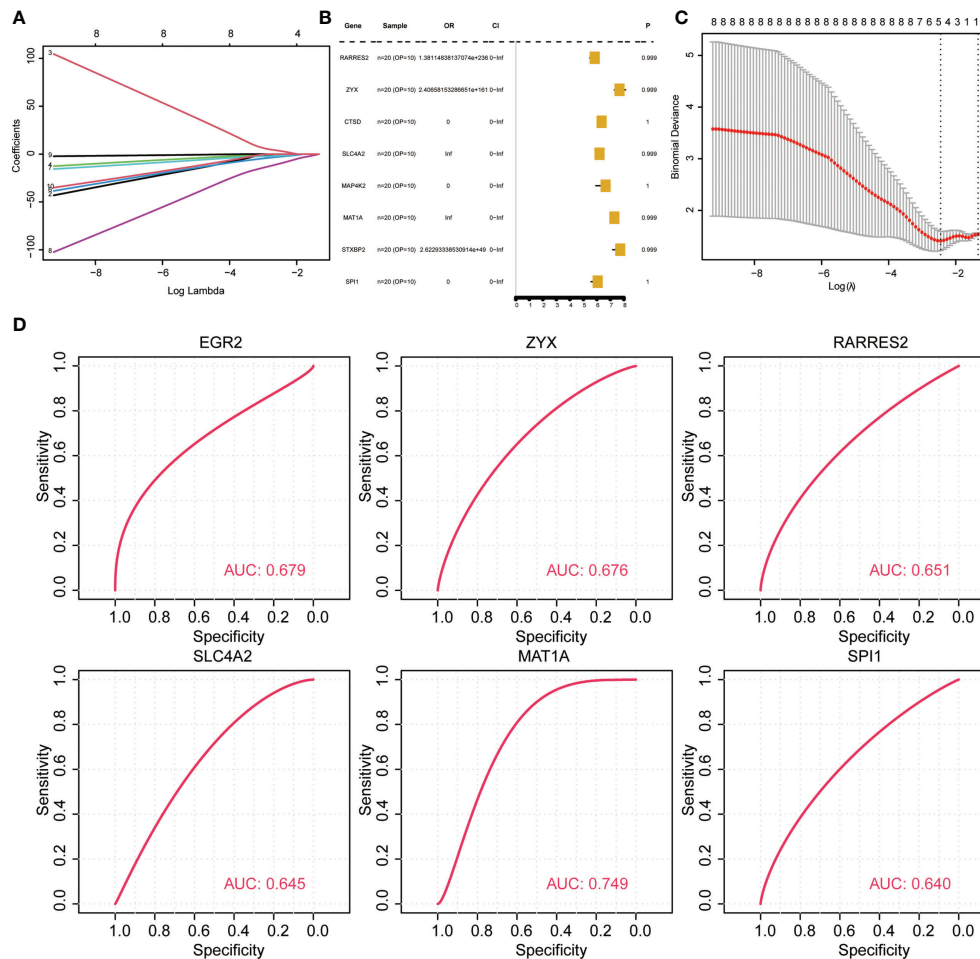 A
8 8 8 4
Coefficients
100
50
0
−50
−100
3
9
4
10
2
8
−8 −6 −4 −2
Log Lambda
B
Gene Sample OR CI P
RARRES2 n=20 (OP=10) 1.38114838137074e+236 0−Inf 0.999
ZYX n=20 (OP=10) 2.40658153286651e+161 0−Inf 0.999
CTSD n=20 (OP=10) 0 0−Inf 1
SLC4A2 n=20 (OP=10) Inf 0−Inf 0.999
MAP4K2 n=20 (OP=10) 0 0−Inf 1
MAT1A n=20 (OP=10) Inf 0−Inf 0.999
STXBP2 n=20 (OP=10) 2.62293338530914e+49 0−Inf 0.999
SPI1 n=20 (OP=10) 0 0−Inf 1
0 1 2 3 4 5 6 7 8
C
8 8 8 8 8 8 8 8 8 8 8 8 8 8 8 8 8 8 7 6 5 4 3 1 1
Binomial Deviance
5
4
3
2
−8 −6 −4 −2
Log(λ)
D
EGR2
Sensitivity
1.0
0.8
0.6
0.4
0.2
0.0
AUC: 0.679
1.0 0.8 0.6 0.4 0.2 0.0
Specificity
ZYX
Sensitivity
1.0
0.8
0.6
0.4
0.2
0.0
AUC: 0.676
1.0 0.8 0.6 0.4 0.2 0.0
Specificity
RARRES2
Sensitivity
1.0
0.8
0.6
0.4
0.2
0.0
AUC: 0.651
1.0 0.8 0.6 0.4 0.2 0.0
Specificity
SLC4A2
Sensitivity
1.0
0.8
0.6
0.4
0.2
0.0
AUC: 0.645
1.0 0.8 0.6 0.4 0.2 0.0
Specificity
MAT1A
Sensitivity
1.0
0.8
0.6
0.4
0.2
0.0
AUC: 0.749
1.0 0.8 0.6 0.4 0.2 0.0
Specificity
SPI1
Sensitivity
1.0
0.8
0.6
0.4
0.2
0.0
AUC: 0.640
1.0 0.8 0.6 0.4 0.2 0.0
Specificity